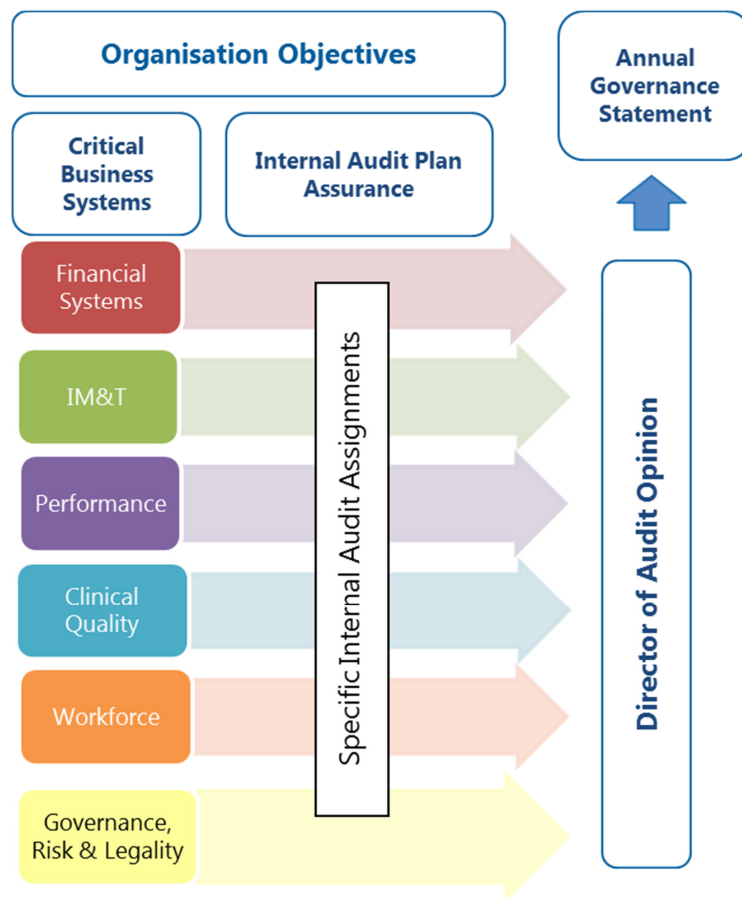 Organisation Objectives
Annual
Governance
Statement
Critical
Business
Systems
Internal Audit Plan
Assurance
Financial
Systems
IM&T
Performance
Clinical
Quality
Workforce
Governance,
Risk & Legality
Specific Internal Audit Assignments
Director of Audit Opinion